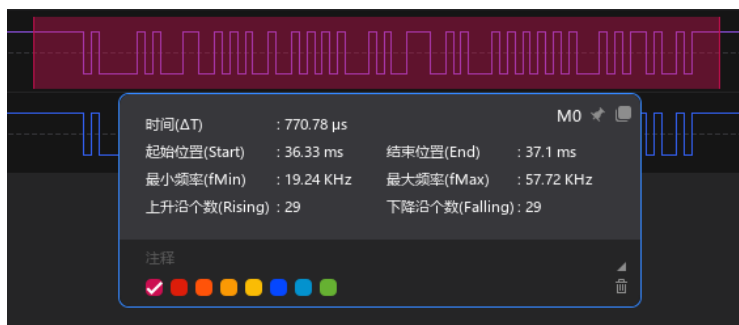 M0
时间(ΔT) : 770.78 μs
起始位置(Start) : 36.33 ms 结束位置(End) : 37.1 ms
最小频率(fMin) : 19.24 KHz 最大频率(fMax) : 57.72 KHz
上升沿个数(Rising) : 29 下降沿个数(Falling) : 29
注释